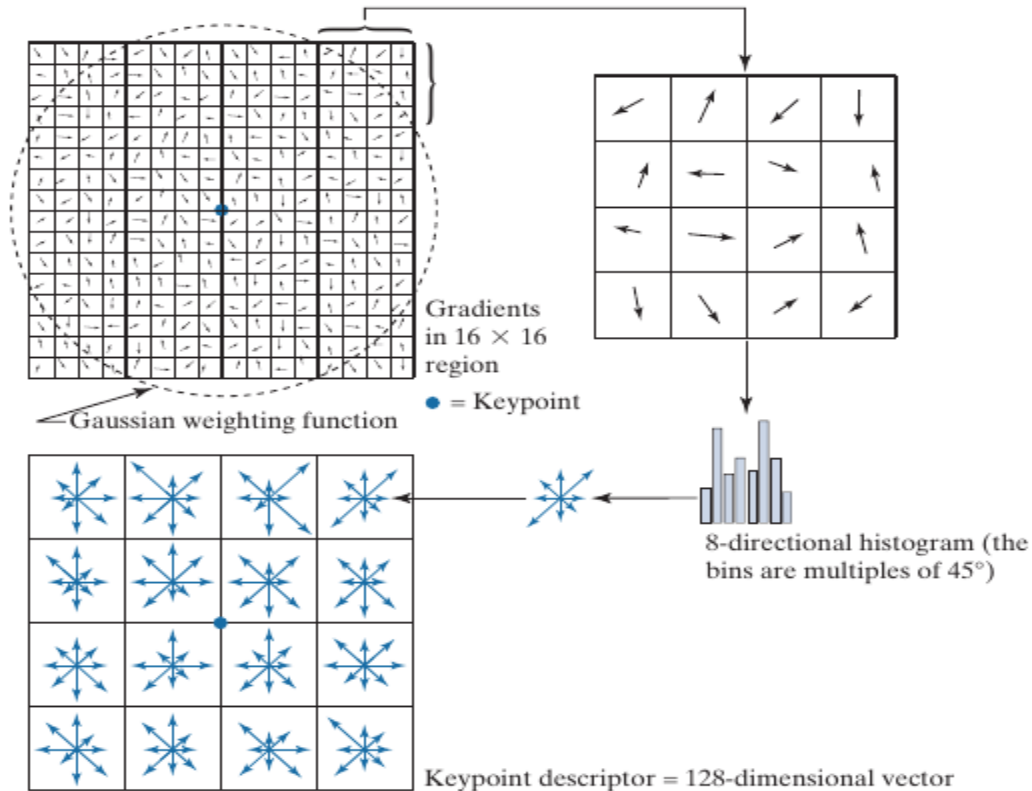 Gradients
in 16 × 16
region
= Keypoint
Gaussian weighting function
8-directional histogram (the
bins are multiples of 45°)
Keypoint descriptor = 128-dimensional vector